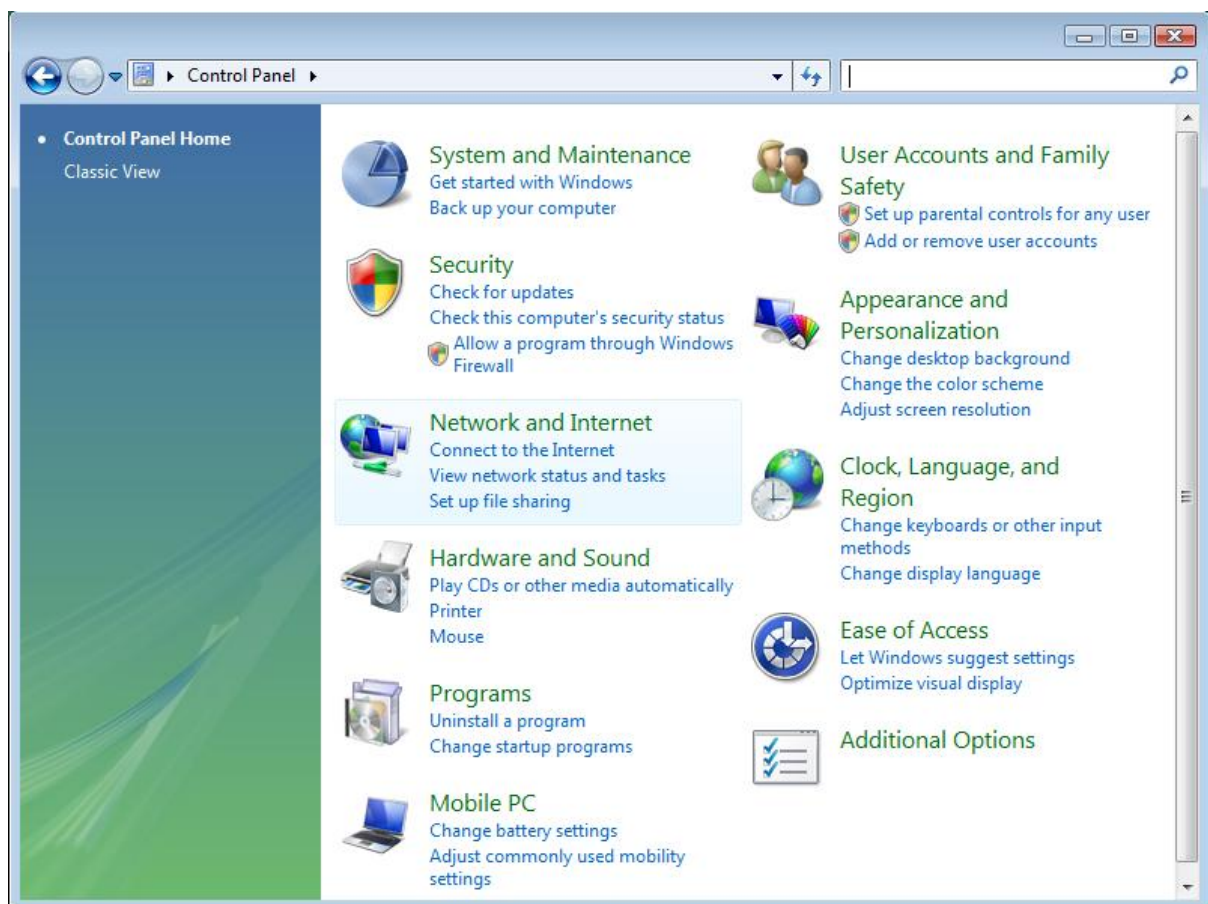 Control Panel
Control Panel Home
Classic View
System and Maintenance
Get started with Windows
Back up your computer
Security
Check for updates
Check this computer's security status
Allow a program through Windows
Firewall
Network and Internet
Connect to the Internet
View network status and tasks
Set up file sharing
Hardware and Sound
Play CDs or other media automatically
Printer
Mouse
Programs
Uninstall a program
Change startup programs
Mobile PC
Change battery settings
Adjust commonly used mobility
settings
User Accounts and Family
Safety
Set up parental controls for any user
Add or remove user accounts
Appearance and
Personalization
Change desktop background
Change the color scheme
Adjust screen resolution
Clock, Language, and
Region
Change keyboards or other input
methods
Change display language
Ease of Access
Let Windows suggest settings
Optimize visual display
Additional Options